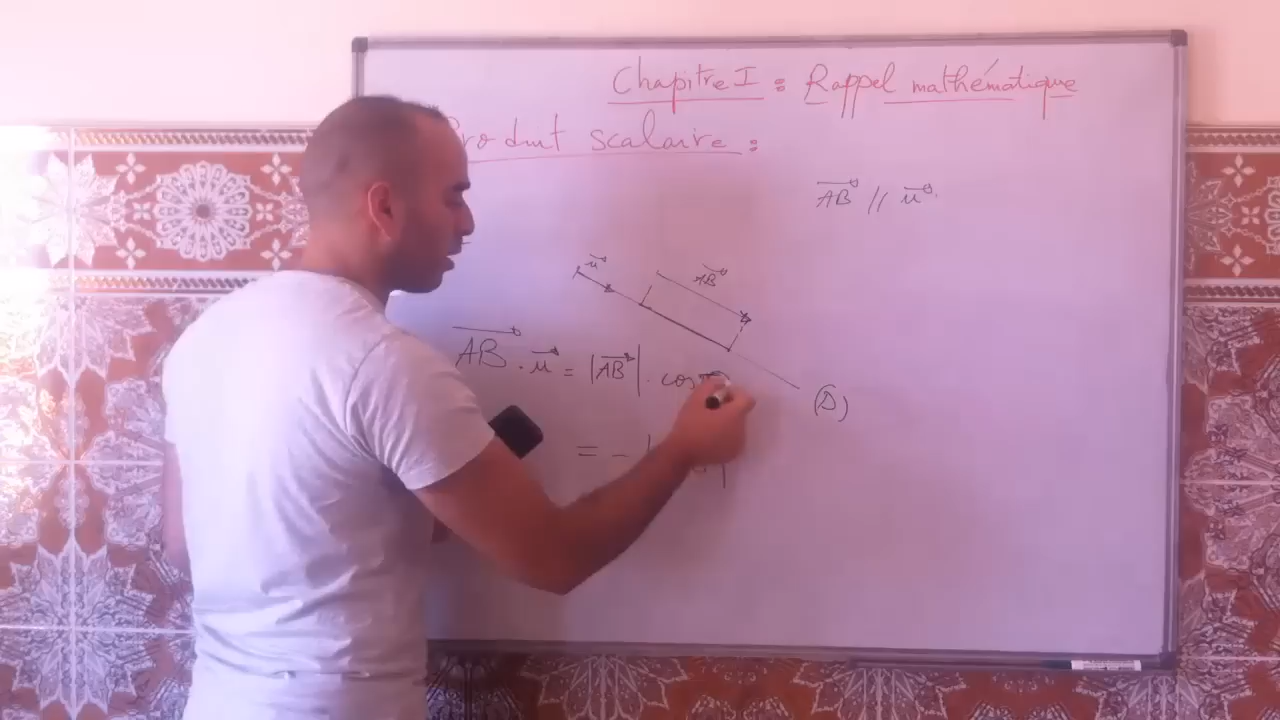 Chapitre I : Rappel mathématique
Produit scalaire :
AB // u.
u
AB
AB . u = |AB| . cos
(D)
= -